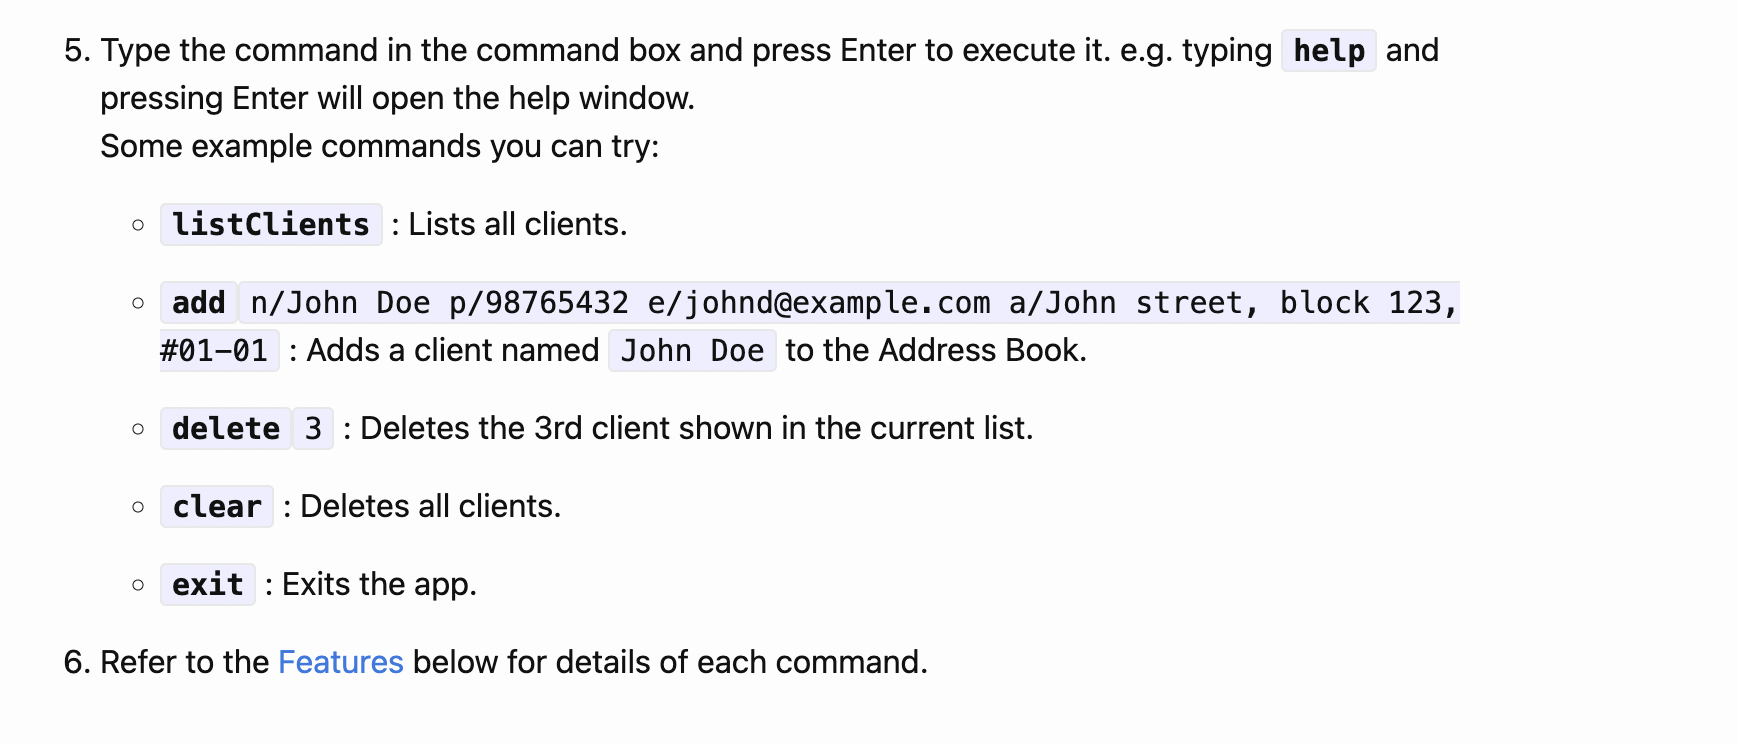 5. Type the command in the command box and press Enter to execute it. e.g. typing help and
pressing Enter will open the help window.
Some example commands you can try:
listClients : Lists all clients.
add n/John Doe p/98765432 e/johnd@example.com a/John street, block 123,
#01-01 : Adds a client named John Doe to the Address Book.
delete 3 : Deletes the 3rd client shown in the current list.
clear : Deletes all clients.
exit : Exits the app.
6. Refer to the Features below for details of each command.